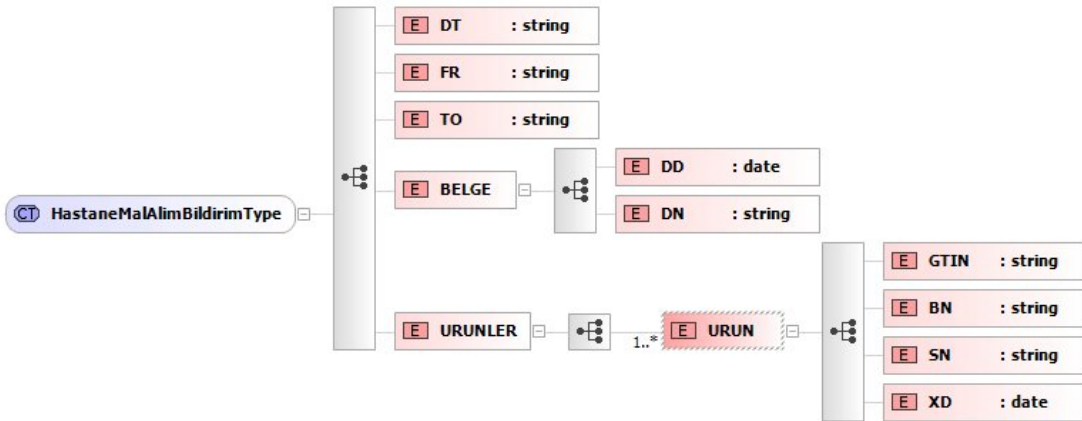 E DT : string
E FR : string
E TO : string
E BELGE
E DD : date
E DN : string
CT HastaneMalAlimBildirimType
E URUNLER
1..*
E URUN
E GTIN : string
E BN : string
E SN : string
E XD : date